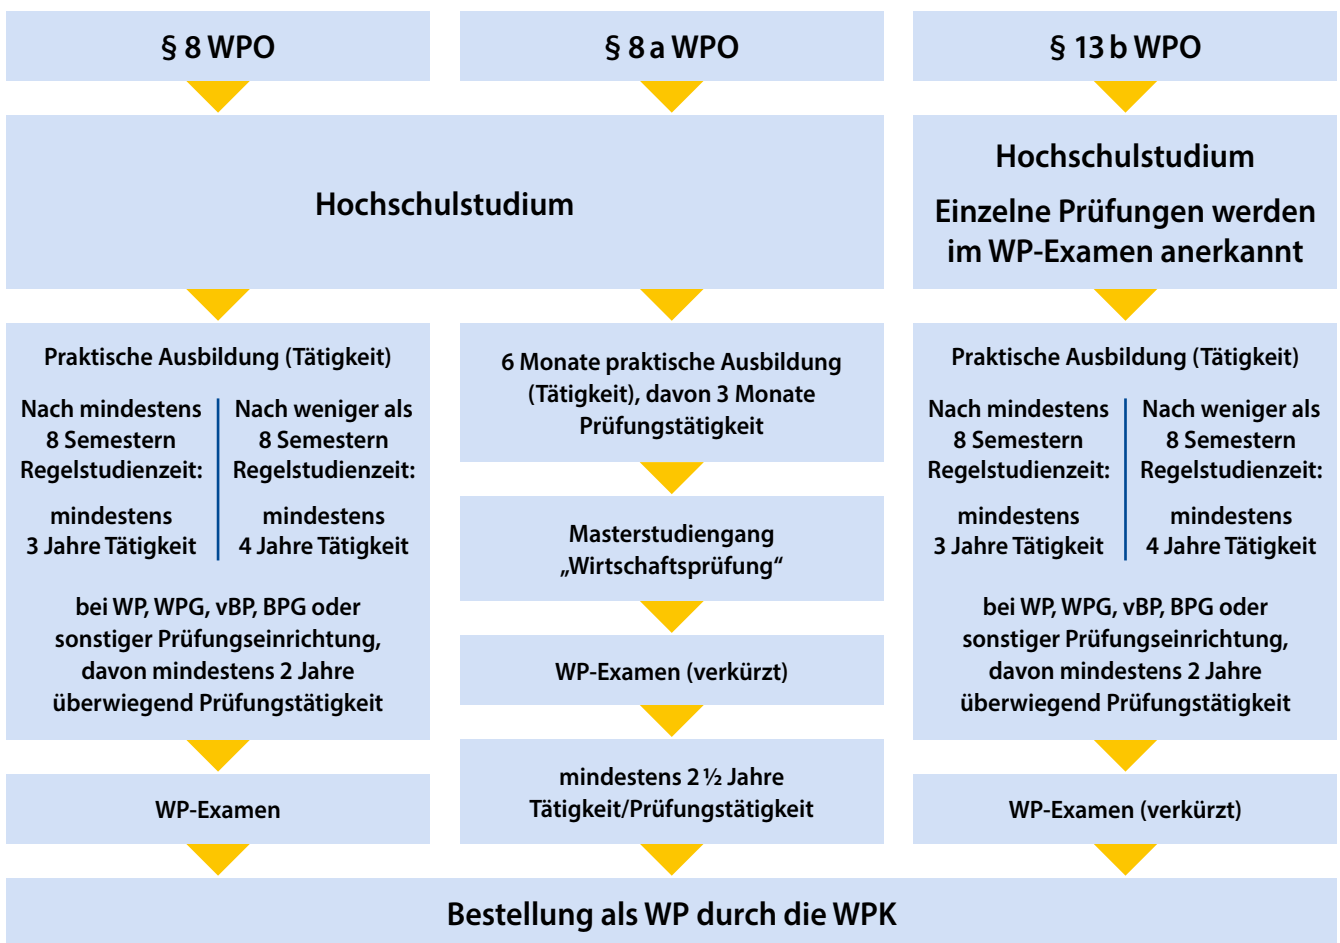 § 8 WPO
§ 8 a WPO
§ 13 b WPO
Hochschulstudium
Hochschulstudium
Einzelne Prüfungen werden
im WP-Examen anerkannt
Praktische Ausbildung (Tätigkeit)
Nach mindestens
8 Semestern
Regelstudienzeit:
mindestens
3 Jahre Tätigkeit
Nach weniger als
8 Semestern
Regelstudienzeit:
mindestens
4 Jahre Tätigkeit
bei WP, WPG, vBP, BPG oder
sonstiger Prüfungseinrichtung,
davon mindestens 2 Jahre
überwiegend Prüfungstätigkeit
WP-Examen
6 Monate praktische Ausbildung
(Tätigkeit), davon 3 Monate
Prüfungstätigkeit
Masterstudiengang
„Wirtschaftsprüfung“
WP-Examen (verkürzt)
mindestens 2 ½ Jahre
Tätigkeit/Prüfungstätigkeit
Praktische Ausbildung (Tätigkeit)
Nach mindestens
8 Semestern
Regelstudienzeit:
mindestens
3 Jahre Tätigkeit
Nach weniger als
8 Semestern
Regelstudienzeit:
mindestens
4 Jahre Tätigkeit
bei WP, WPG, vBP, BPG oder
sonstiger Prüfungseinrichtung,
davon mindestens 2 Jahre
überwiegend Prüfungstätigkeit
WP-Examen (verkürzt)
Bestellung als WP durch die WPK